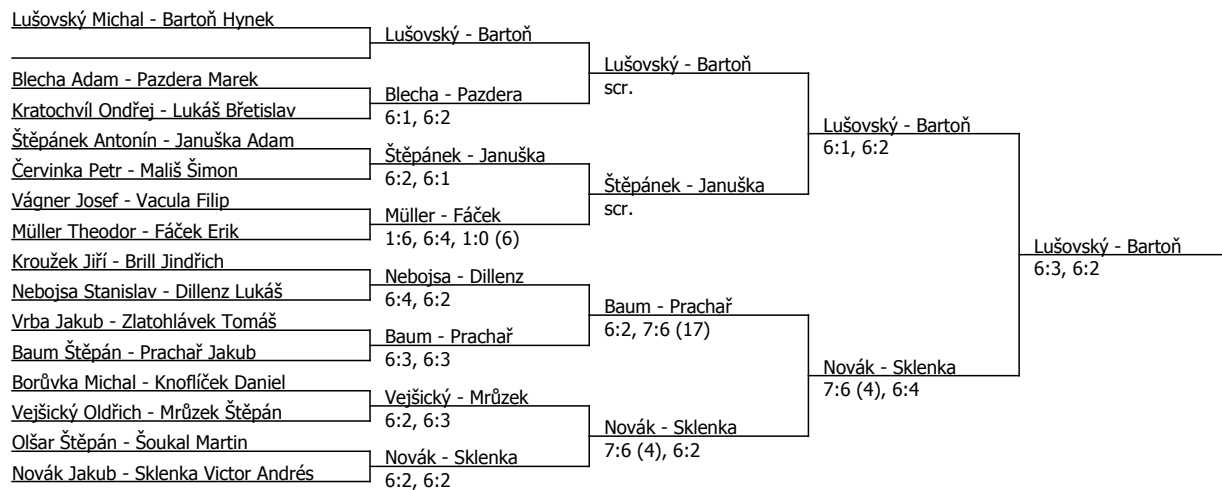 Lušovský Michal - Bartoň Hynek
Blecha Adam - Pazdera Marek
Kratochvíl Ondřej - Lukáš Břetislav
Štěpánek Antonín - Januška Adam
Červinka Petr - Mališ Šimon
Vágner Josef - Vacula Filip
Müller Theodor - Fáček Erik
Kroužek Jiří - Brill Jindřich
Nebojsa Stanislav - Dillenz Lukáš
Vrba Jakub - Zlatohlávek Tomáš
Baum Štěpán - Prachař Jakub
Borůvka Michal - Knoflíček Daniel
Vejšický Oldřich - Mrůzek Štěpán
Olšar Štěpán - Šoukal Martin
Novák Jakub - Sklenka Victor Andrés
Lušovský - Bartoň
Blecha - Pazdera
6:1, 6:2
Štěpánek - Januška
6:2, 6:1
Müller - Fáček
1:6, 6:4, 1:0 (6)
Nebojsa - Dillenz
6:4, 6:2
Baum - Prachař
6:3, 6:3
Vejšický - Mrůzek
6:2, 6:3
Novák - Sklenka
6:2, 6:2
Lušovský - Bartoň
scr.
Štěpánek - Januška
scr.
Baum - Prachař
6:2, 7:6 (17)
Novák - Sklenka
7:6 (4), 6:2
Lušovský - Bartoň
6:1, 6:2
Novák - Sklenka
7:6 (4), 6:4
Lušovský - Bartoň
6:3, 6:2